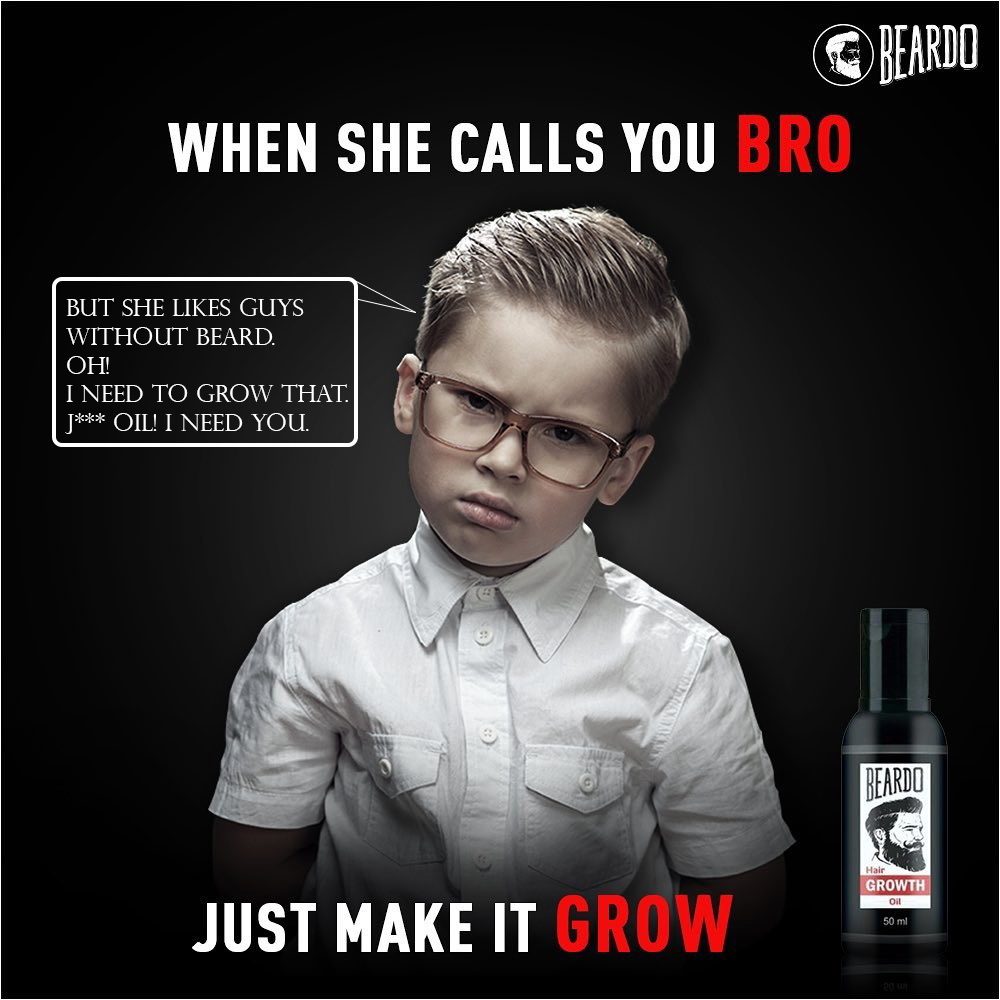 BEARDO
WHEN SHE CALLS YOU BRO
BUT SHE LIKES GUYS
WITHOUT BEARD.
OH!
I NEED TO GROW THAT.
J*** OIL! I NEED YOU.
BEARDO
Hair
GROWTH
Oil
50 ml
JUST MAKE IT GROW